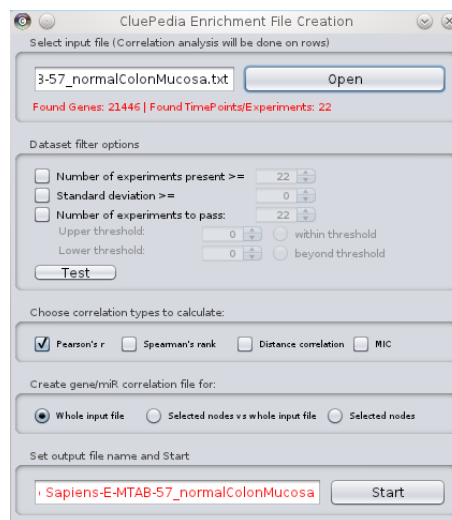 CluePedia Enrichment File Creation
Select input file (Correlation analysis will be done on rows)
3-57_normalColonMucosa.txt Open
Found Genes: 21446 | Found TimePoints/Experiments: 22
Dataset filter options
Number of experiments present >= 22
Standard deviation >= 0
Number of experiments to pass: 22
Upper threshold: 0 within threshold
Lower threshold: 0 beyond threshold
Test
Choose correlation types to calculate:
Pearson's r Spearman's rank Distance correlation MIC
Create gene/miR correlation file for:
Whole input file Selected nodes vs whole input file Selected nodes
Set output file name and Start
Sapiens-E-MTAB-57_normalColonMucosa Start